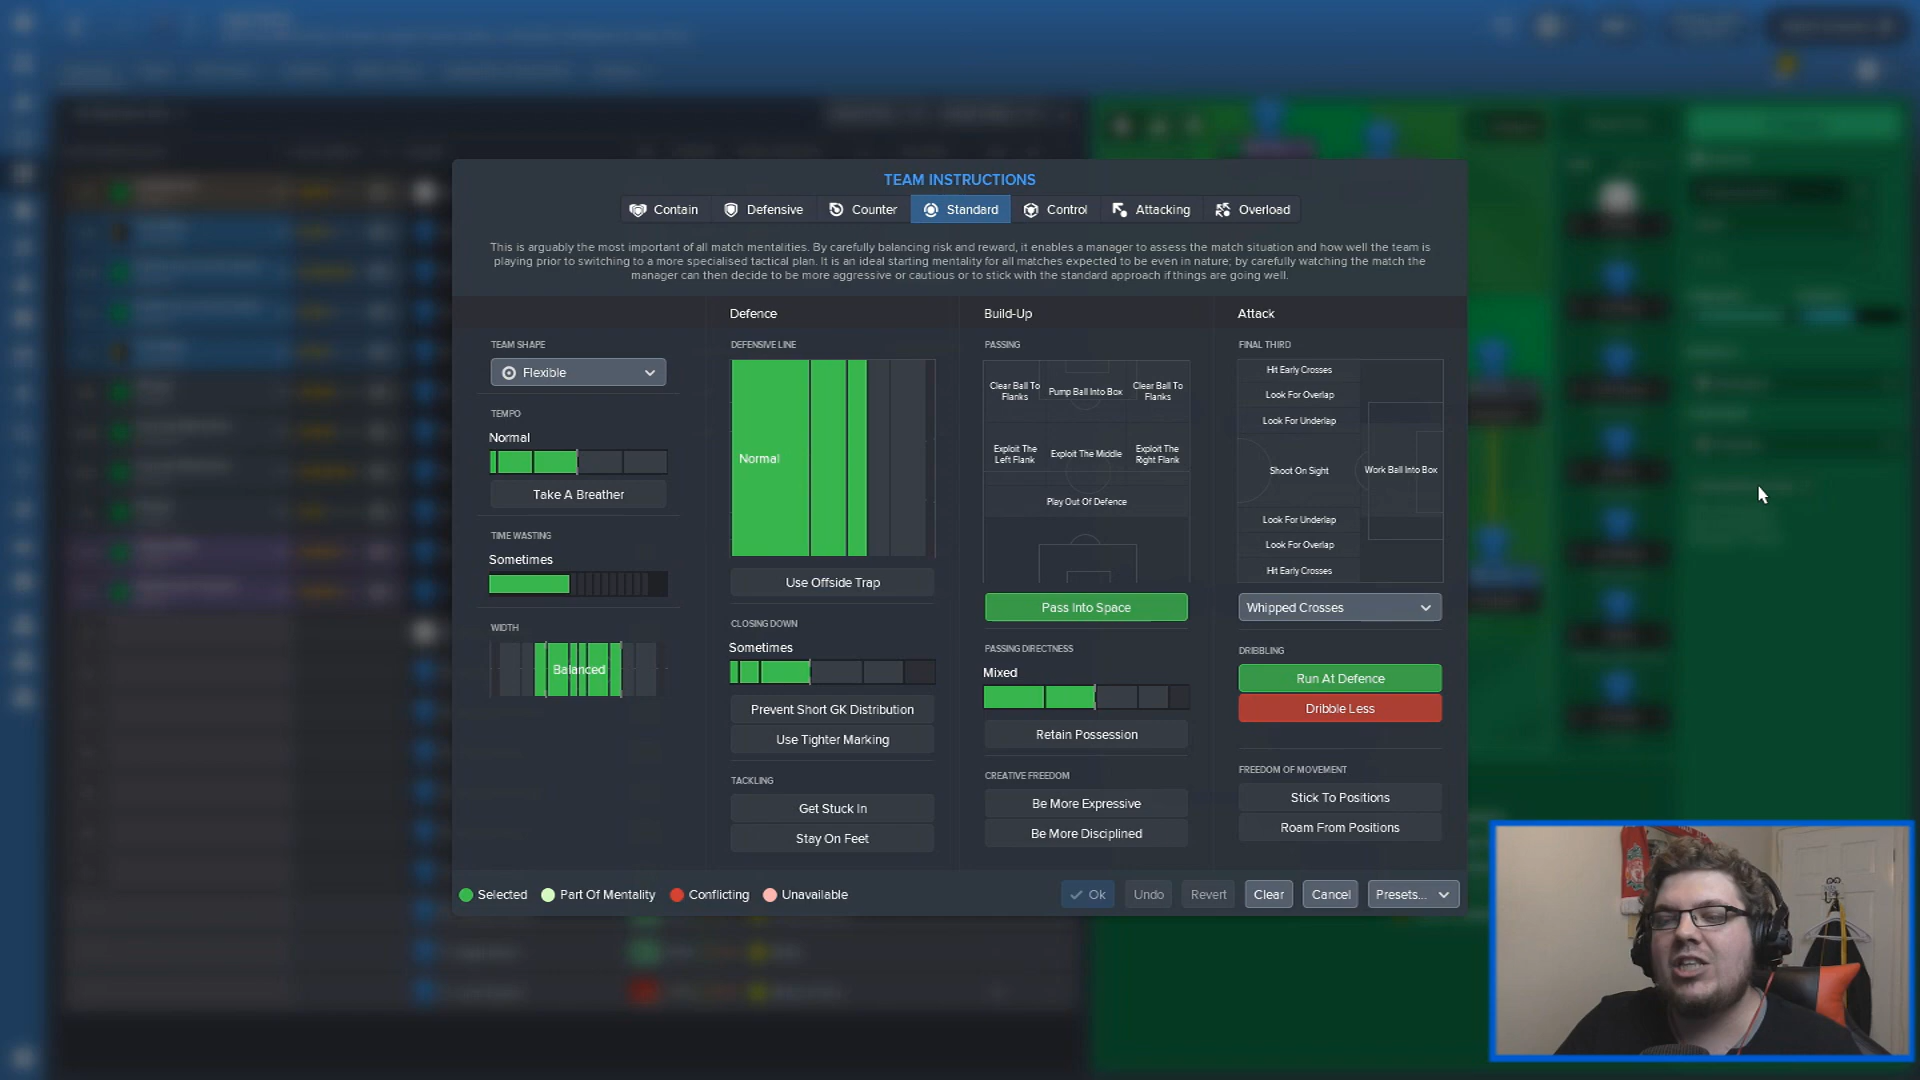 TEAM INSTRUCTIONS
Contain
Defensive
Counter
Standard
Control
Attacking
Overload
This is arguably the most important of all match mentalities. By carefully balancing risk and reward, it enables a manager to assess the match situation and how well the team is
playing prior to switching to a more specialised tactical plan. It is an ideal starting mentality for all matches expected to be even in nature; by carefully watching the match the
manager can then decide to be more aggressive or cautious or to stick with the standard approach if things are going well.
TEAM SHAPE
Flexible
TEMPO
Normal
Take A Breather
TIME WASTING
Sometimes
WIDTH
Balanced
Defence
DEFENSIVE LINE
Normal
Use Offside Trap
CLOSING DOWN
Sometimes
Prevent Short GK Distribution
Use Tighter Marking
TACKLING
Get Stuck In
Stay On Feet
Build-Up
PASSING
Clear Ball To
Flanks
Pump Ball Into Box
Clear Ball To
Flanks
Exploit The
Left Flank
Exploit The Middle
Exploit The
Right Flank
Play Out Of Defence
Pass Into Space
PASSING DIRECTNESS
Mixed
Retain Possession
CREATIVE FREEDOM
Be More Expressive
Be More Disciplined
Attack
FINAL THIRD
Hit Early Crosses
Look For Overlap
Look For Underlap
Shoot On Sight
Work Ball Into Box
Look For Underlap
Look For Overlap
Hit Early Crosses
Whipped Crosses
DRIBBLING
Run At Defence
Dribble Less
FREEDOM OF MOVEMENT
Stick To Positions
Roam From Positions
Selected
Part Of Mentality
Conflicting
Unavailable
Ok
Undo
Revert
Clear
Cancel
Presets...